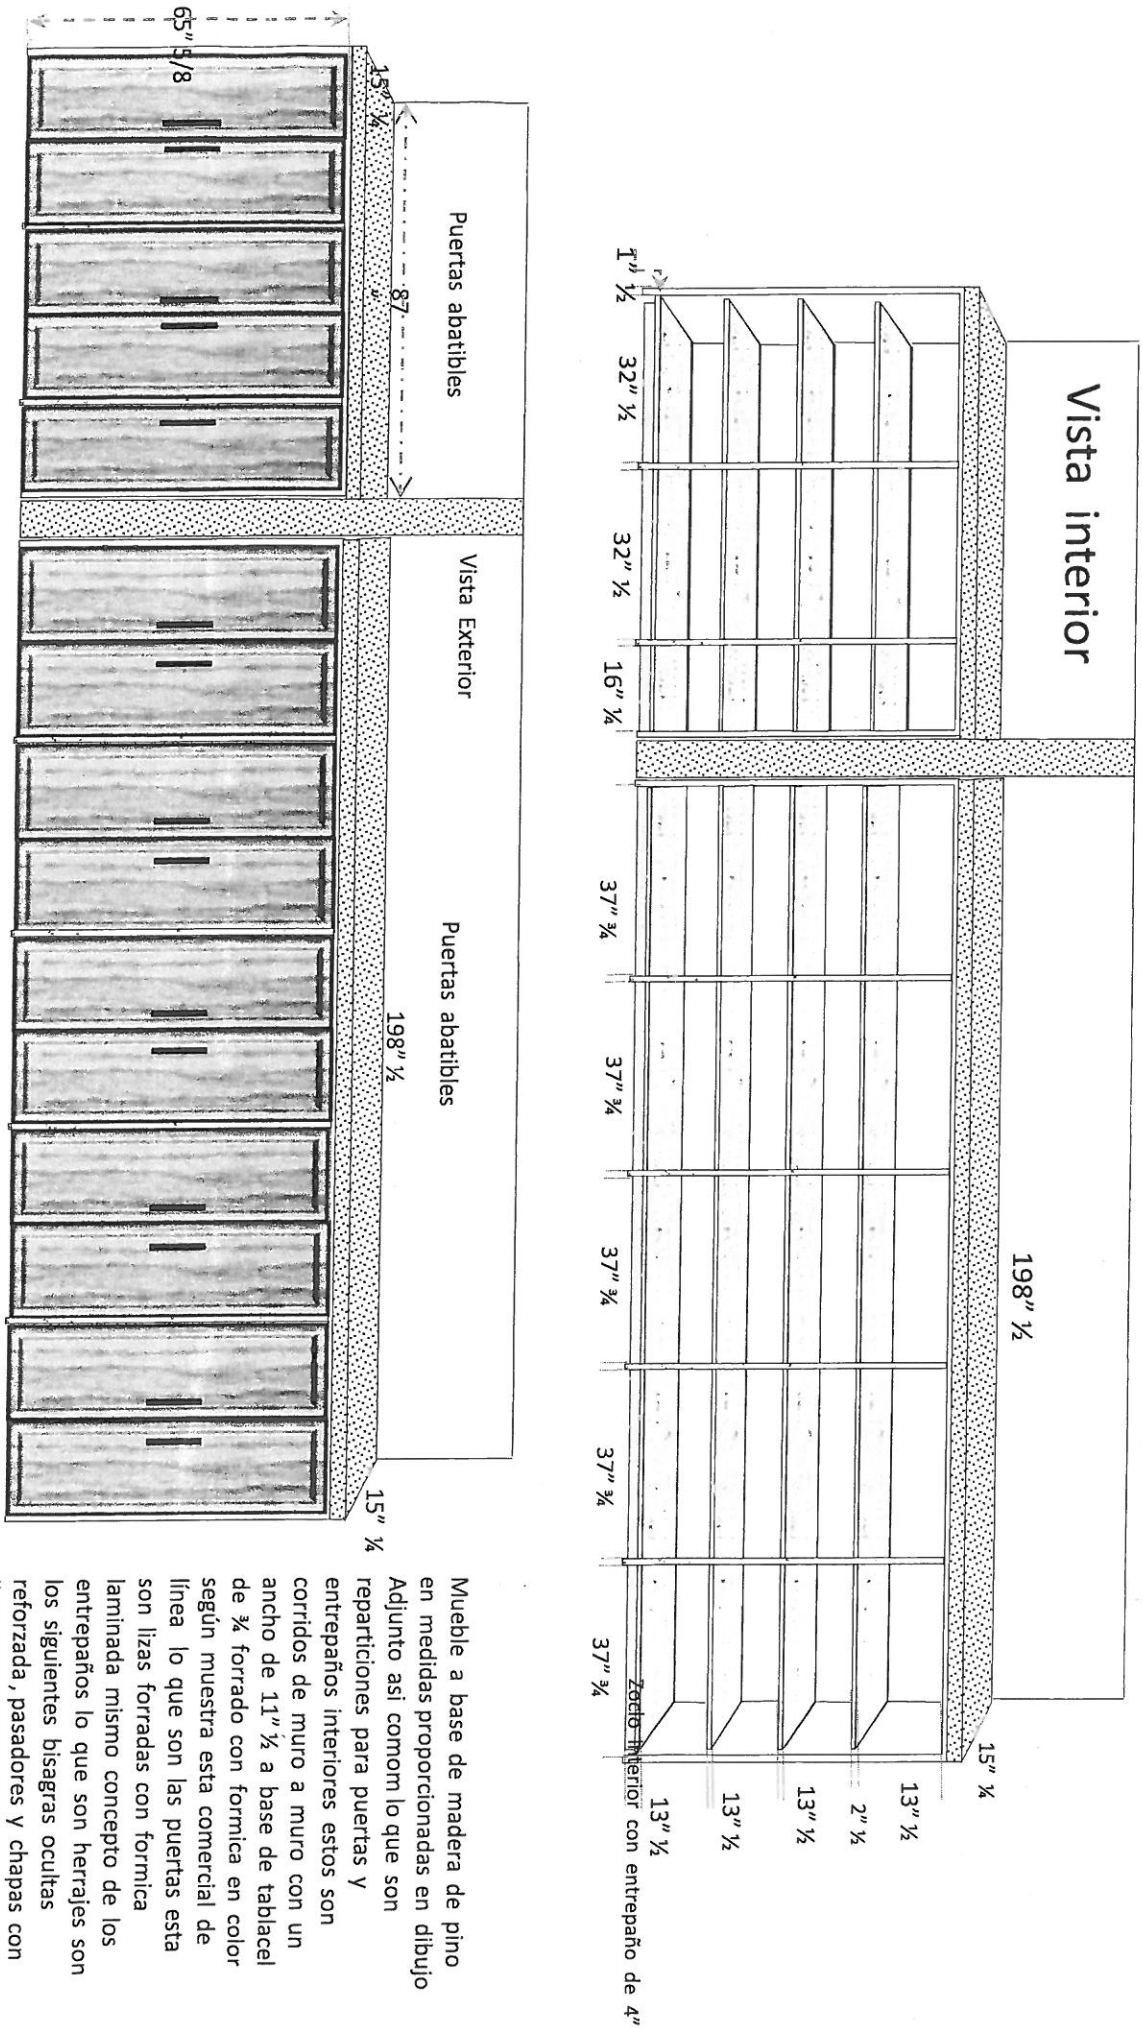 Vista interior
198" ½
15" ¼
13" ½
2" ½
13" ½
13" ½
13" ½
Zoclo interior con entrepaño de 4"
1" ½
32" ½
32" ½
16" ¼
37" ¾
37" ¾
37" ¾
37" ¾
37" ¾
Vista Exterior
Puertas abatibles
Puertas abatibles
87
"
198" ½
15" ¼
15" ¼
65" 5/8
Mueble a base de madera de pino
en medidas proporcionadas en dibujo
Adjunto asi comom lo que son
reparticiones para puertas y
entrepaños interiores estos son
corridos de muro a muro con un
ancho de 11" ½ a base de tablacel
de ¾ forrado con formica en color
según muestra esta comercial de
línea lo que son las puertas esta
son lizas forradas con formica
laminada mismo concepto de los
entrepaños lo que son herrajes son
los siguientes bisagras ocultas
reforzada , pasadores y chapas con